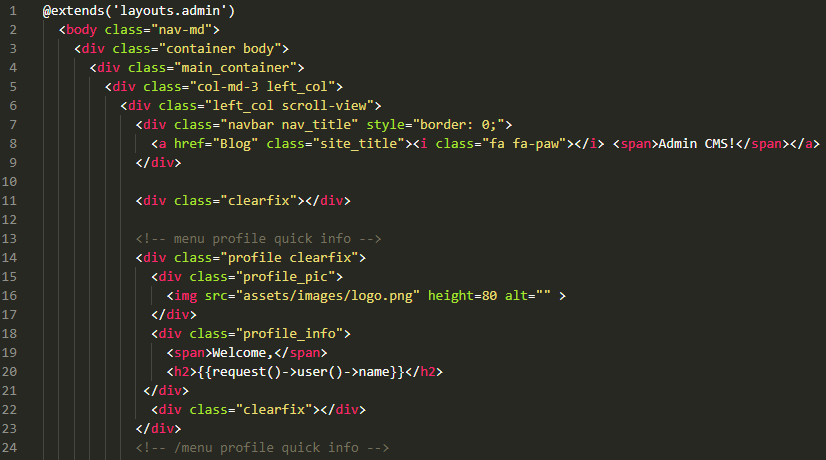 1 @extends('layouts.admin')
2 <body class="nav-md">
3 <div class="container body">
4 <div class="main_container">
5 <div class="col-md-3 left_col">
6 <div class="left_col scroll-view">
7 <div class="navbar nav_title" style="border: 0;">
8 <a href="Blog" class="site_title"><i class="fa fa-paw"></i> <span>Admin CMS!</span></a>
9 </div>
10
11 <div class="clearfix"></div>
12
13 <!-- menu profile quick info -->
14 <div class="profile clearfix">
15 <div class="profile_pic">
16 <img src="assets/images/logo.png" height=80 alt="" >
17 </div>
18 <div class="profile_info">
19 <span>Welcome,</span>
20 <h2>{{request()->user()->name}}</h2>
21 </div>
22 <div class="clearfix"></div>
23 </div>
24 <!-- /menu profile quick info -->